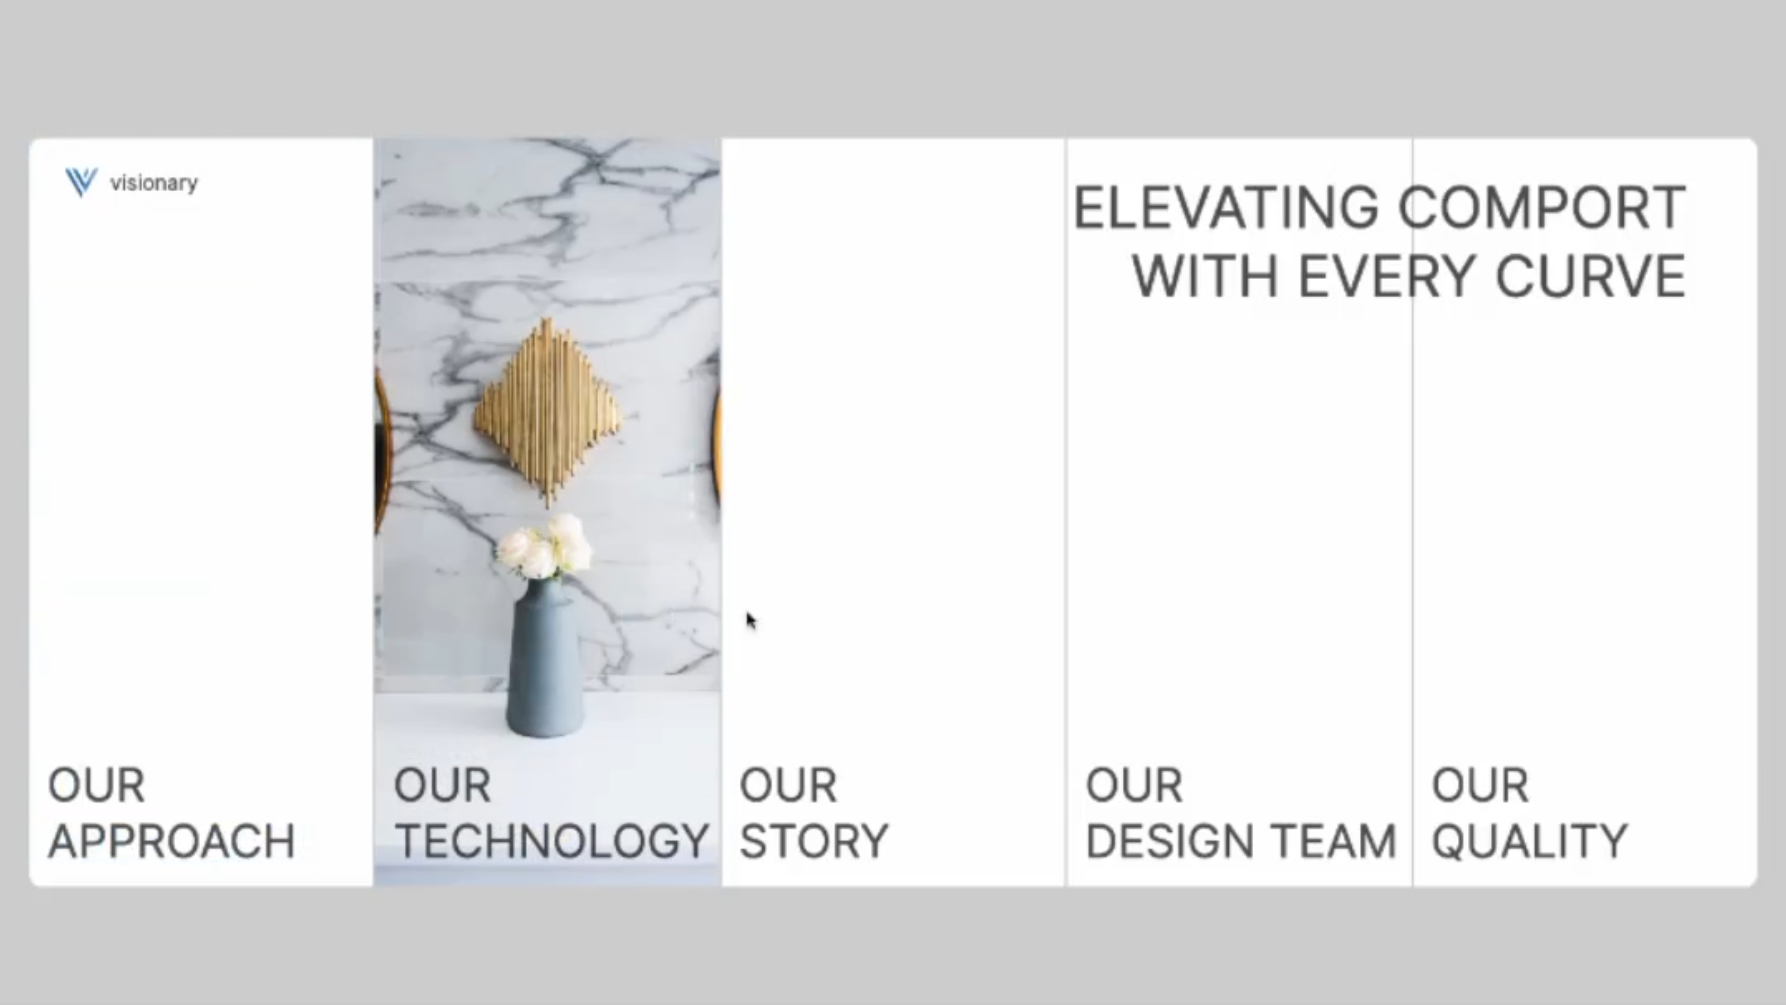 visionary
ELEVATING COMPORT
WITH EVERY CURVE
OUR
APPROACH
OUR
TECHNOLOGY
OUR
STORY
OUR
DESIGN TEAM
OUR
QUALITY